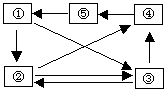 ① ⑤ ④
② ③